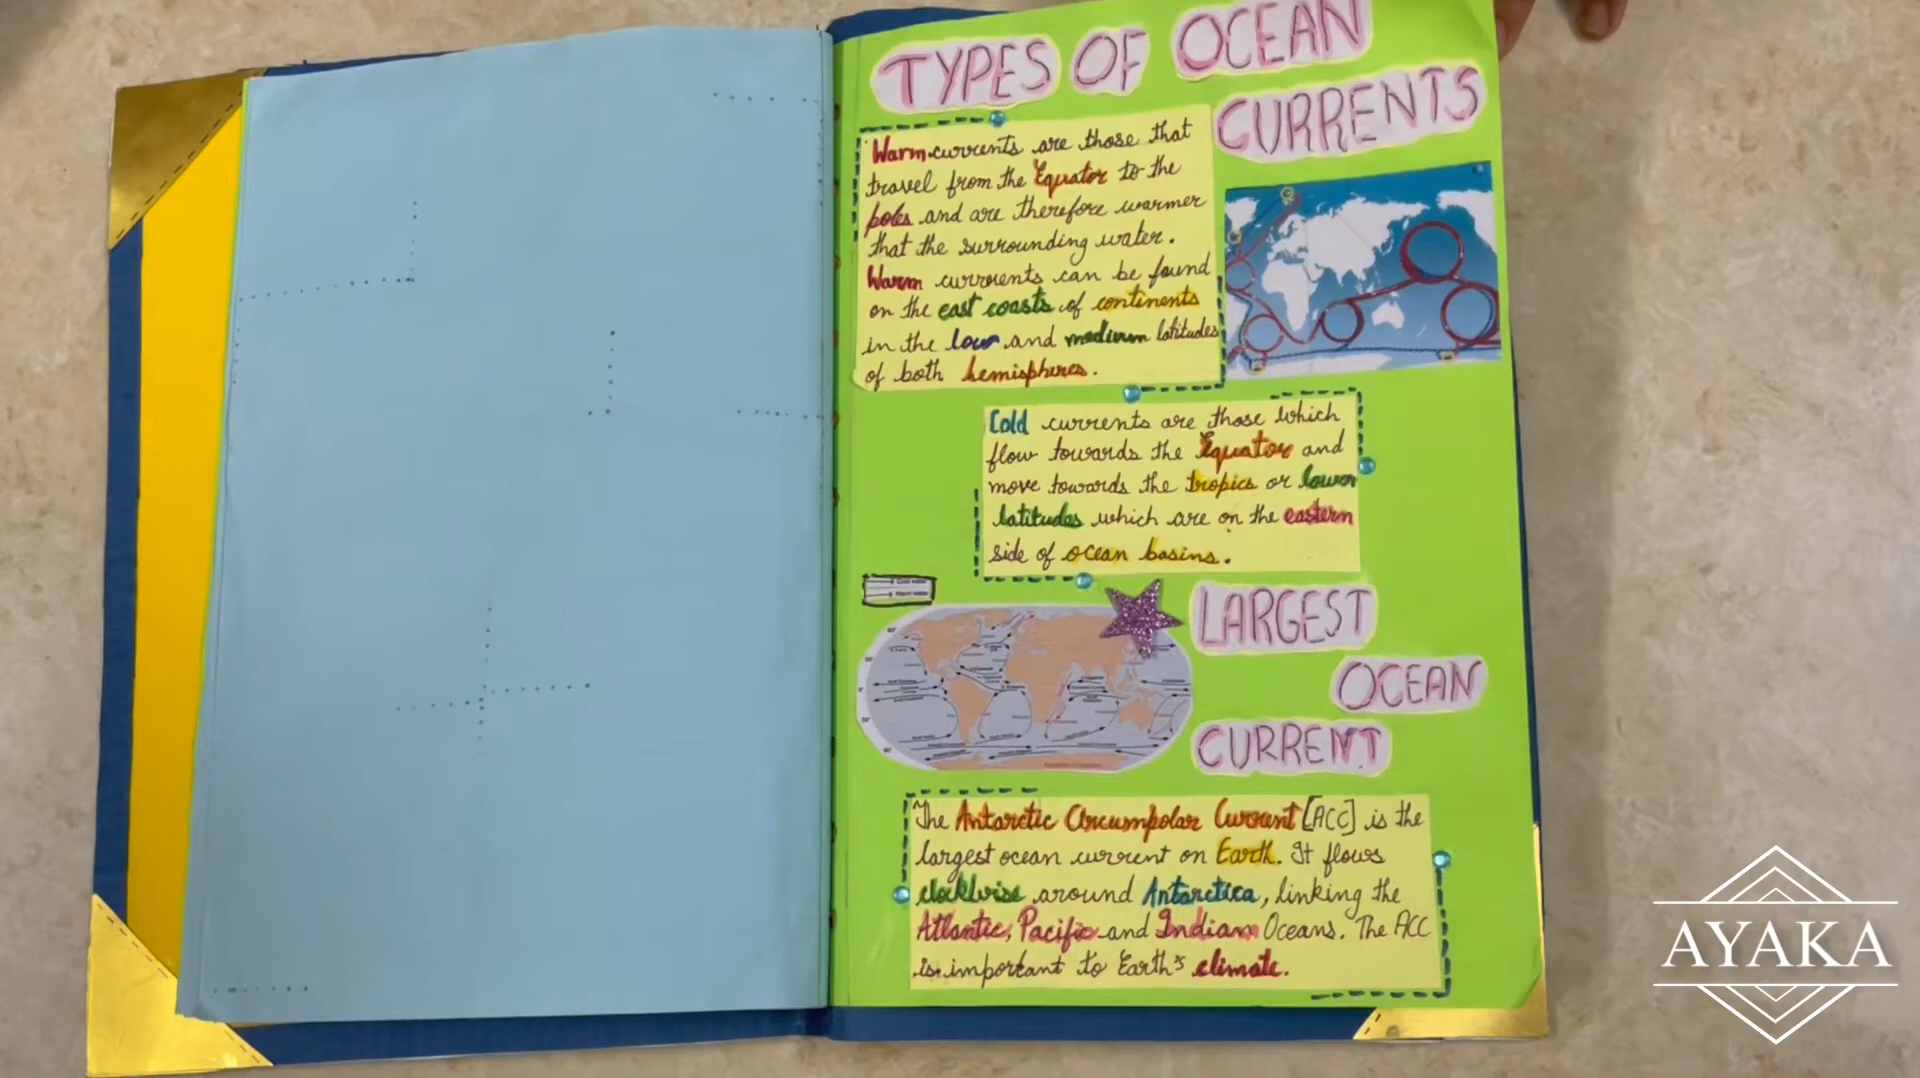 TYPES OF OCEAN
CURRENTS
Warm currents are those that
travel from the Equator to the
poles and are therefore warmer
that the surrounding water.
Warm currents can be found
on the east coasts of continents
in the low and medium latitudes
of both hemispheres.
Cold currents are those which
flow towards the Equator and
move towards the tropics or lower
latitudes which are on the eastern
side of ocean basins.
LARGEST
OCEAN
CURRENT
The Antarctic Circumpolar Current [ACC] is the
largest ocean current on Earth. It flows
clockwise around Antarctica, linking the
Atlantic, Pacific and Indian Oceans. The ACC
is important to Earth's climate.
AYAKA